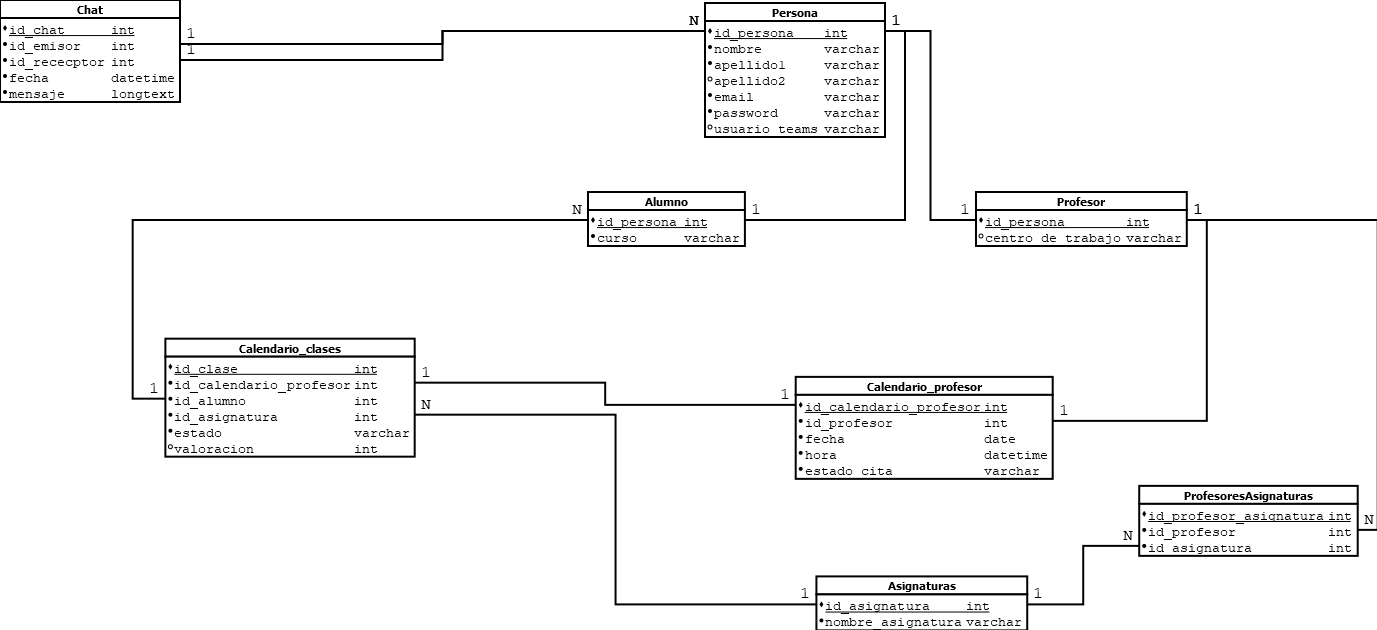 Chat
id_chat int
id_emisor int
id_rececptor int
fecha datetime
mensaje longtext
1
1
N
Persona
id_persona int
nombre varchar
apellido1 varchar
apellido2 varchar
email varchar
password varchar
usuario teams varchar
1
N
Alumno
id_persona int
curso varchar
1
1
Profesor
id_persona int
centro de trabajo varchar
1
1
Calendario_clases
id_clase int
id_calendario_profesor int
id_alumno int
id_asignatura int
estado varchar
valoracion int
1
N
1
Calendario_profesor
id_calendario_profesor int
id_profesor int
fecha date
hora datetime
estado cita varchar
1
N
ProfesoresAsignaturas
id_profesor_asignatura int
id_profesor int
id asignatura int
N
1
Asignaturas
id_asignatura int
nombre_asignatura varchar
1